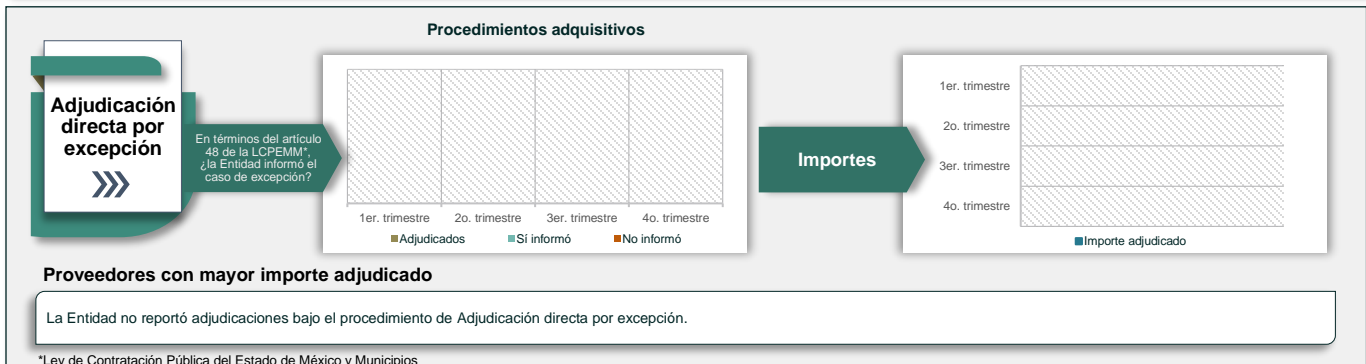 Procedimientos adquisitivos
Adjudicación
directa por
excepción
En términos del artículo
48 de la LCPEMM*,
¿la Entidad informó el
caso de excepción?
1er. trimestre 2o. trimestre 3er. trimestre 4o. trimestre
Adjudicados Sí informó No informó
Importes
1er. trimestre
2o. trimestre
3er. trimestre
4o. trimestre
Importe adjudicado
Proveedores con mayor importe adjudicado
La Entidad no reportó adjudicaciones bajo el procedimiento de Adjudicación directa por excepción.
*Ley de Contratación Pública del Estado de México y Municipios